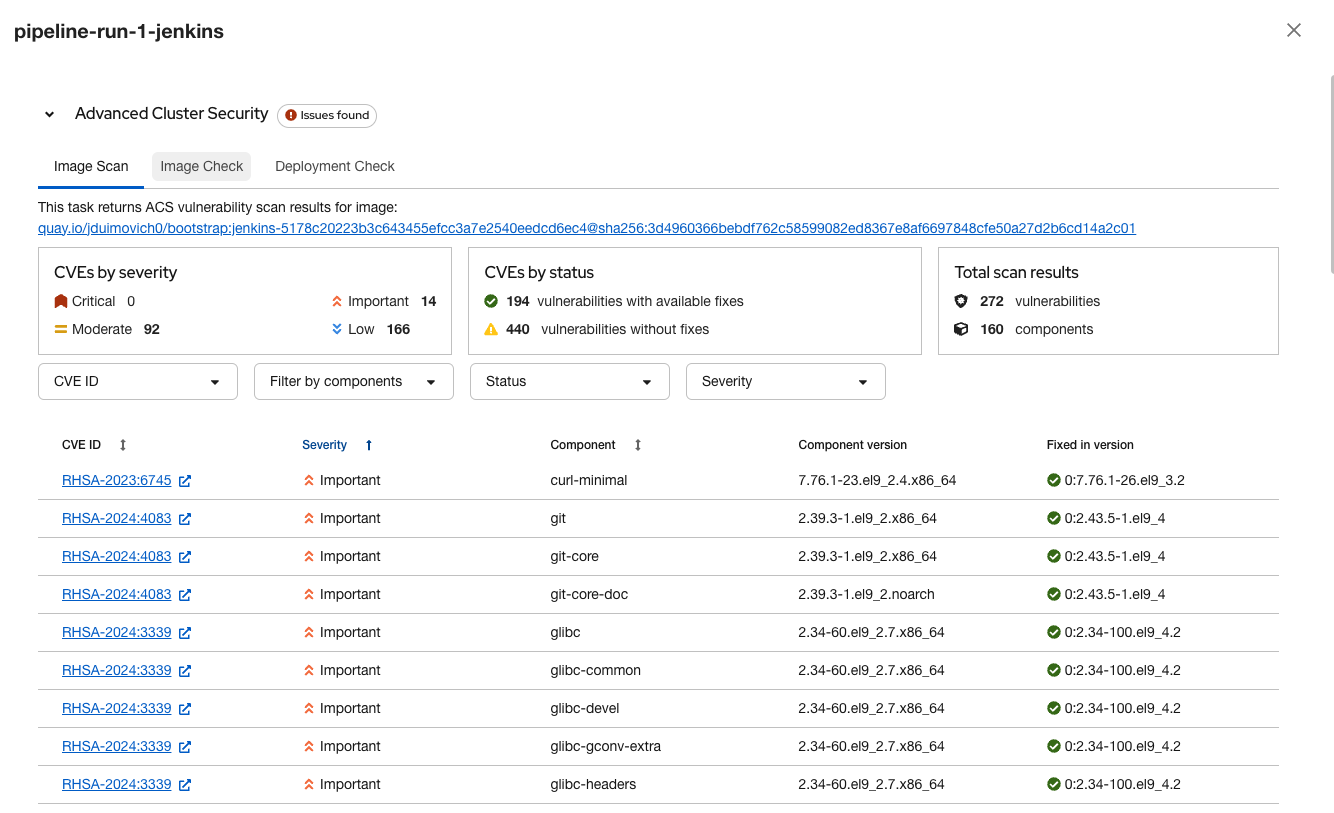 pipeline-run-1-jenkins
Advanced Cluster Security Issues found
Image Scan Image Check Deployment Check
This task returns ACS vulnerability scan results for image:
quay.io/jduimovich0/bootstrap:jenkins-5178c20223b3c643455efcc3a7e2540eedcd6ec4@sha256:3d4960366bebdf762c58599082ed8367e8af6697848cfe50a27d2b6cd14a2c01
CVEs by severity
Critical 0 Important 14
Moderate 92 Low 166
CVEs by status
194 vulnerabilities with available fixes
440 vulnerabilities without fixes
Total scan results
272 vulnerabilities
160 components
CVE ID Filter by components Status Severity
CVE ID Severity Component Component version Fixed in version
RHSA-2023:6745 Important curl-minimal 7.76.1-23.el9_2.4.x86_64 0:7.76.1-26.el9_3.2
RHSA-2024:4083 Important git 2.39.3-1.el9_2.x86_64 0:2.43.5-1.el9_4
RHSA-2024:4083 Important git-core 2.39.3-1.el9_2.x86_64 0:2.43.5-1.el9_4
RHSA-2024:4083 Important git-core-doc 2.39.3-1.el9_2.noarch 0:2.43.5-1.el9_4
RHSA-2024:3339 Important glibc 2.34-60.el9_2.7.x86_64 0:2.34-100.el9_4.2
RHSA-2024:3339 Important glibc-common 2.34-60.el9_2.7.x86_64 0:2.34-100.el9_4.2
RHSA-2024:3339 Important glibc-devel 2.34-60.el9_2.7.x86_64 0:2.34-100.el9_4.2
RHSA-2024:3339 Important glibc-gconv-extra 2.34-60.el9_2.7.x86_64 0:2.34-100.el9_4.2
RHSA-2024:3339 Important glibc-headers 2.34-60.el9_2.7.x86_64 0:2.34-100.el9_4.2